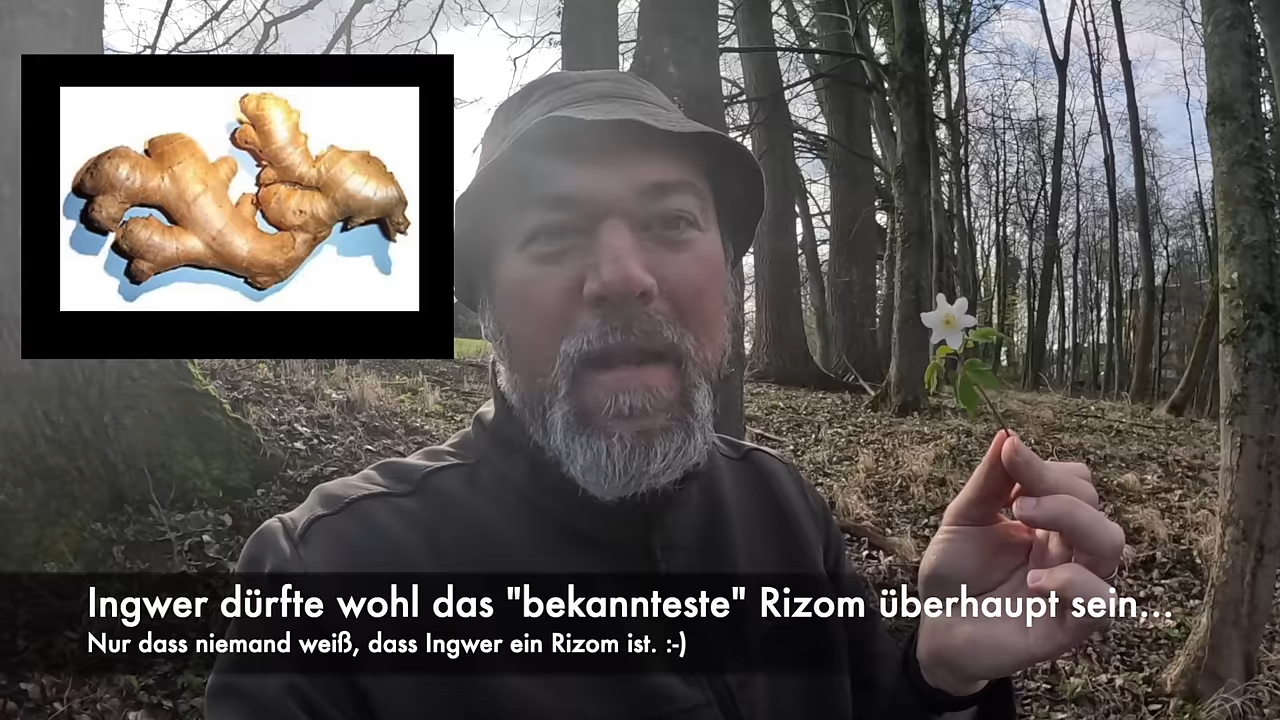 Ingwer dürfte wohl das "bekannteste" Rizom überhaupt sein...
Nur dass niemand weiß, dass Ingwer ein Rizom ist. :-)